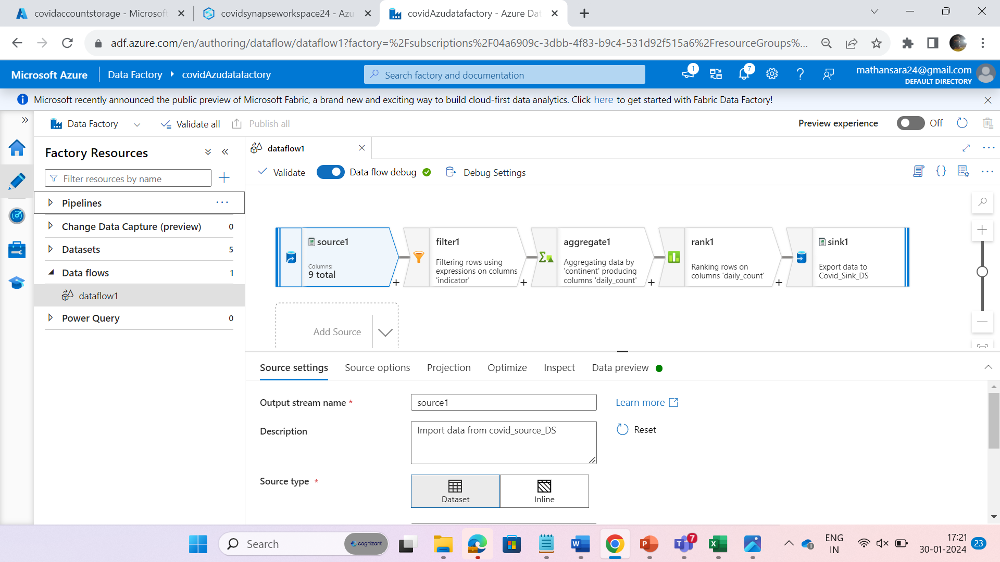 covidaccountstorage - Microsoft
covidsynapseworkspace24 - Azu
covidAzudatafactory - Azure Dat
adf.azure.com/en/authoring/dataflow/dataflow1?factory=%2Fsubscriptions%2F04a6909c-3dbb-4f83-b9c4-531d92f515a6%2FresourceGroups%...
Microsoft Azure
Data Factory
covidAzudatafactory
Search factory and documentation
1
7
mathansara24@gmail.com
DEFAULT DIRECTORY
Microsoft recently announced the public preview of Microsoft Fabric, a brand new and exciting way to build cloud-first data analytics. Click here to get started with Fabric Data Factory!
Data Factory
Validate all
Publish all
Preview experience
Off
Factory Resources
Filter resources by name
Pipelines
Change Data Capture (preview) 0
Datasets 5
Data flows 1
dataflow1
Power Query 0
dataflow1
Validate
Data flow debug
Debug Settings
source1
Columns:
9 total
filter1
Filtering rows using
expressions on columns
'indicator'
aggregate1
Aggregating data by
'continent' producing
columns 'daily_count'
rank1
Ranking rows on
columns 'daily_count'
sink1
Export data to
Covid_Sink_DS
Add Source
Source settings
Source options
Projection
Optimize
Inspect
Data preview
Output stream name *
source1
Learn more
Description
Import data from covid_source_DS
Reset
Source type *
Dataset
Inline
Search
cognizant
7
ENG
IN
17:21
30-01-2024
23